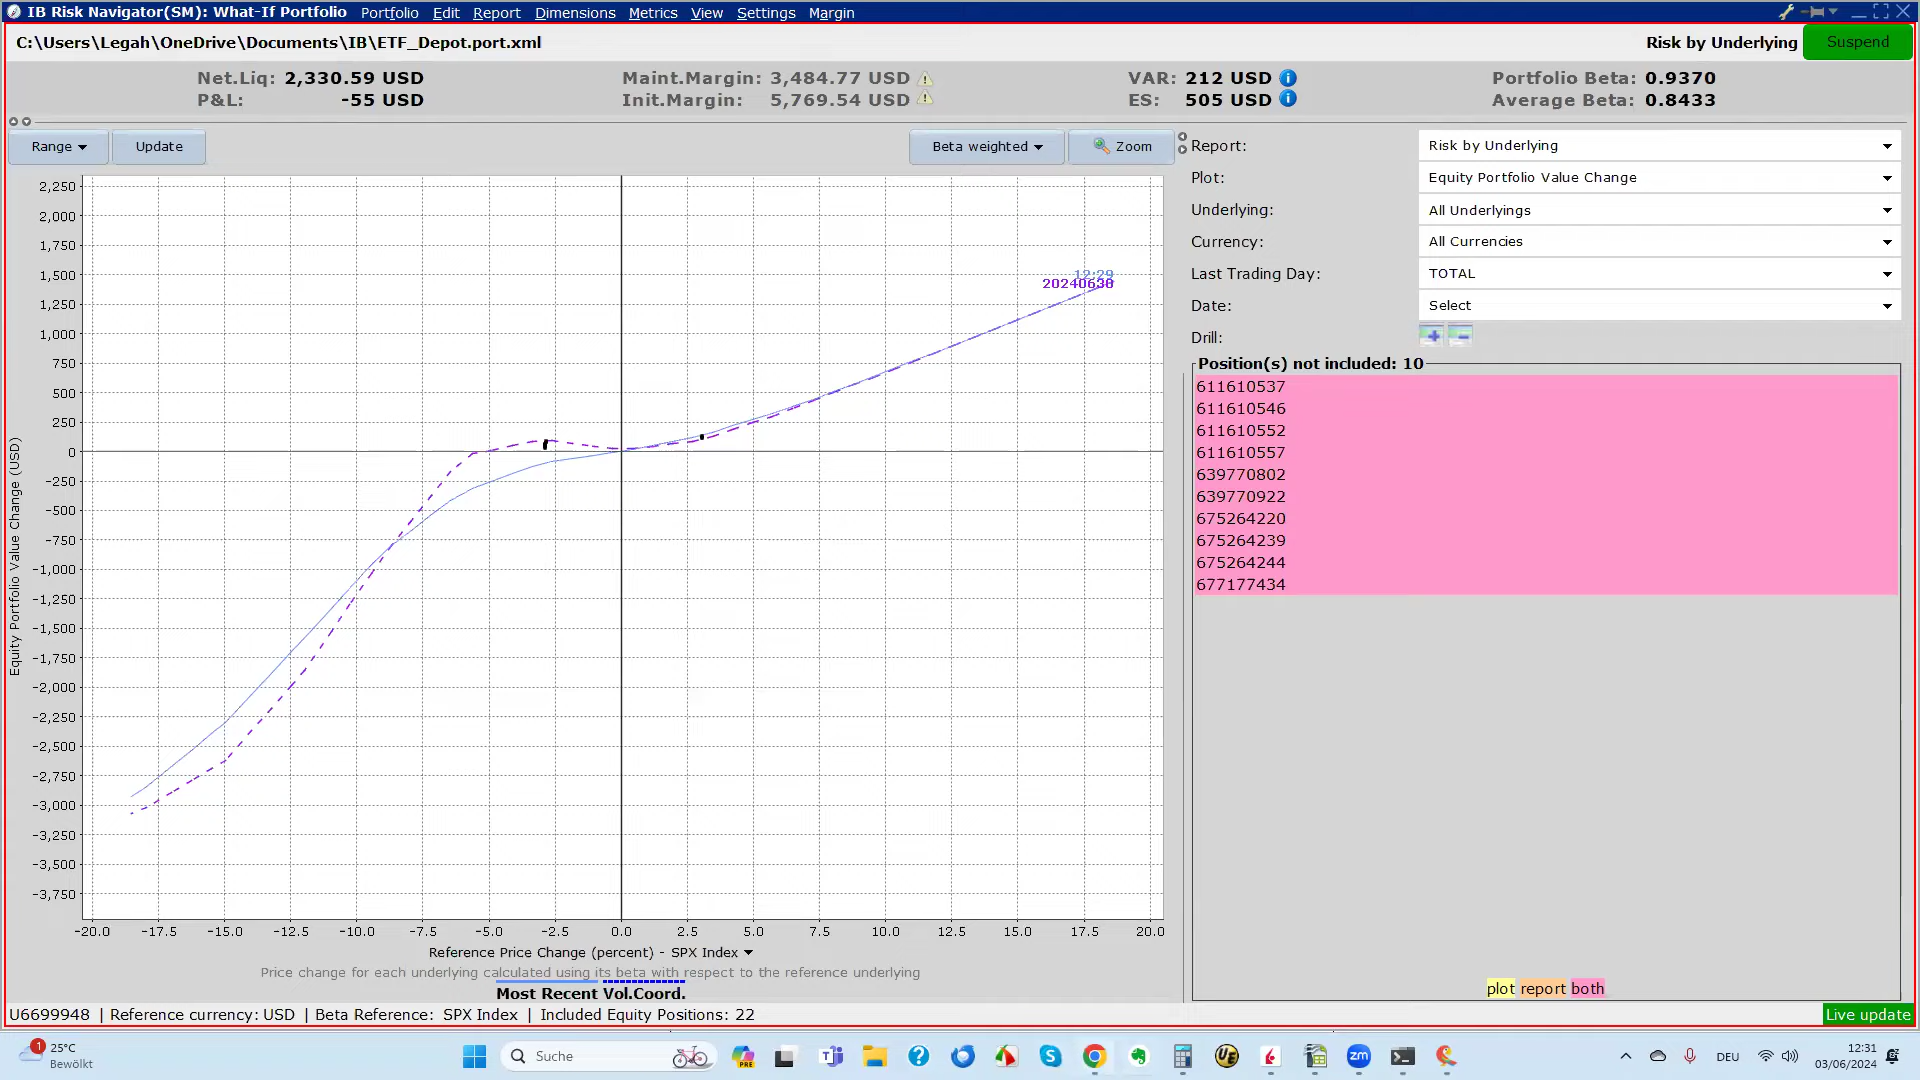 IB Risk Navigator(SM): What-If Portfolio Portfolio Edit Report Dimensions Metrics View Settings Margin
C:\Users\Legah\OneDrive\Documents\IB\ETF_Depot.port.xml Risk by Underlying Suspend
Net.Liq: 2,330.59 USD Maint.Margin: 3,484.77 USD VAR: 212 USD Portfolio Beta: 0.9370
P&L: -55 USD Init.Margin: 5,769.54 USD ES: 505 USD Average Beta: 0.8433
Range Update Beta weighted Zoom
Report: Risk by Underlying
Plot: Equity Portfolio Value Change
Underlying: All Underlyings
Currency: All Currencies
Last Trading Day: TOTAL
Date: Select
Drill:
Position(s) not included: 10
611610537
611610546
611610552
611610557
639770802
639770922
675264220
675264239
675264244
677177434
plot report both
Equity Portfolio Value Change (USD)
2,250
2,000
1,750
1,500
1,250
1,000
750
500
250
0
-250
-500
-750
-1,000
-1,250
-1,500
-1,750
-2,000
-2,250
-2,500
-2,750
-3,000
-3,250
-3,500
-3,750
12:29
20240630
-20.0 -17.5 -15.0 -12.5 -10.0 -7.5 -5.0 -2.5 0.0 2.5 5.0 7.5 10.0 12.5 15.0 17.5 20.0
Reference Price Change (percent) - SPX Index
Price change for each underlying calculated using its beta with respect to the reference underlying
Most Recent Vol.Coord.
U6699948 | Reference currency: USD | Beta Reference: SPX Index | Included Equity Positions: 22 Live update
1 25°C
Bewölkt
Suche
PRE
UE
zm
DEU
12:31
03/06/2024